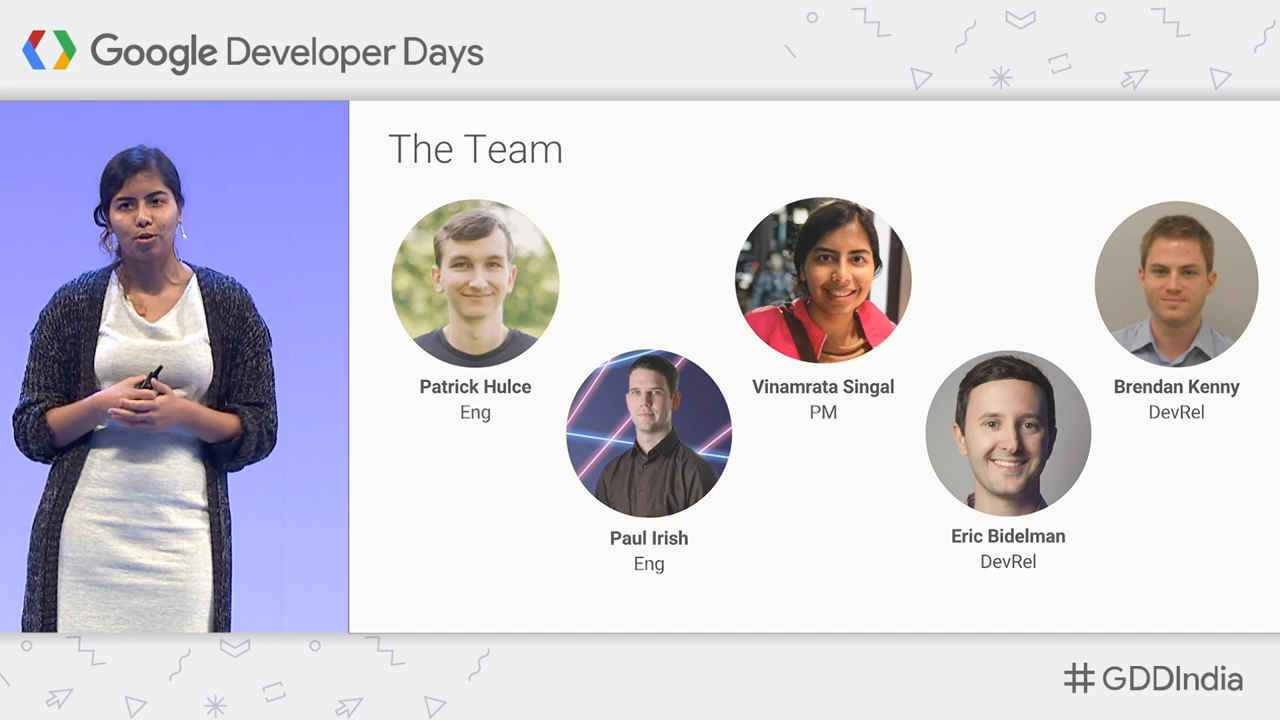 Google Developer Days
The Team
Patrick Hulce
Eng
Vinamrata Singal
PM
Brendan Kenny
DevRel
Paul Irish
Eng
Eric Bidelman
DevRel
#GDDIndia